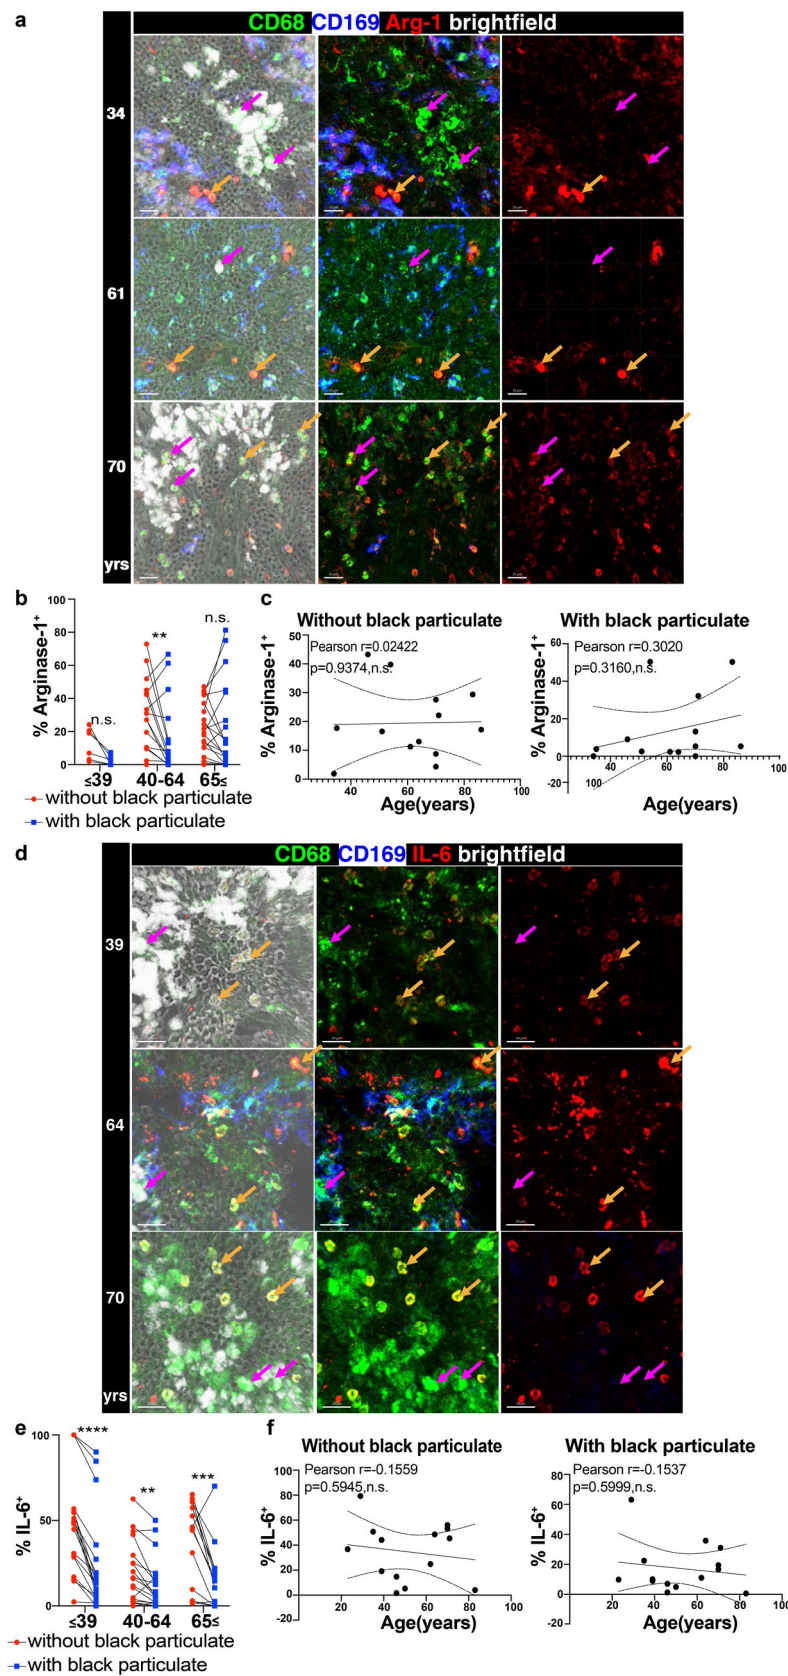 a
CD68 CD169 Arg-1 brightfield
34
61
70
yrs
b
% Arginase-1+
100
80
60
40
20
0
n.s.
**
n.s.
≤39 40-64 65≤
without black particulate
with black particulate
c
Without black particulate
% Arginase-1+
Pearson r=0.02422
p=0.9374,n.s.
50
40
30
20
10
0
40 60 80 100
Age(years)
With black particulate
% Arginase-1+
Pearson r=0.3020
p=0.3160,n.s.
60
40
20
0
-20
100
40 60 80 100
Age(years)
d
CD68 CD169 IL-6 brightfield
39
64
70
yrs
e
% IL-6+
100
50
0
****
**
***
≤39 40-64 65≤
without black particulate
with black particulate
f
Without black particulate
% IL-6+
Pearson r=-0.1559
p=0.5945,n.s.
100
80
60
40
20
0
-20
20 40 60 80 100
Age(years)
With black particulate
% IL-6+
Pearson r=-0.1537
p=0.5999,n.s.
80
60
40
20
0
-20
20 40 60 80 100
Age(years)